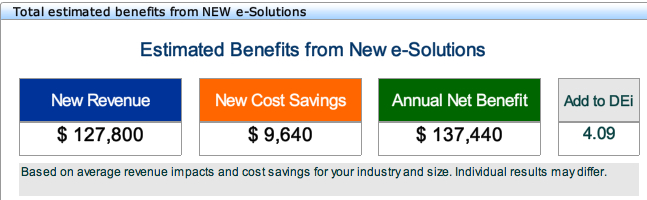 Total estimated benefits from NEW e-Solutions
Estimated Benefits from New e-Solutions
New Revenue New Cost Savings Annual Net Benefit Add to DEi
$ 127,800 $ 9,640 $ 137,440 4.09
Based on average revenue impacts and cost savings for your industry and size. Individual results may differ.